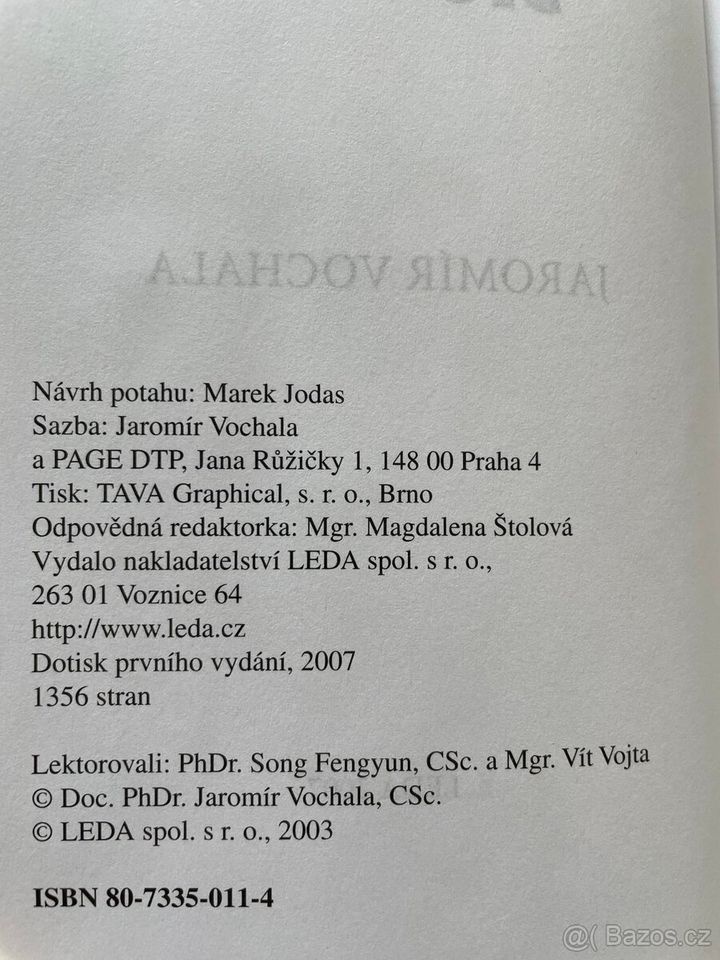 JAROMÍR VOCHALA
Návrh potahu: Marek Jodas
Sazba: Jaromír Vochala
a PAGE DTP, Jana Růžičky 1, 148 00 Praha 4
Tisk: TAVA Graphical, s. r. o., Brno
Odpovědná redaktorka: Mgr. Magdalena Štolová
Vydalo nakladatelství LEDA spol. s r. o.,
263 01 Voznice 64
http://www.leda.cz
Dotisk prvního vydání, 2007
1356 stran
Lektorovali: PhDr. Song Fengyun, CSc. a Mgr. Vít Vojta
© Doc. PhDr. Jaromír Vochala, CSc.
© LEDA spol. s r. o., 2003
ISBN 80-7335-011-4
@( Bazos.cz